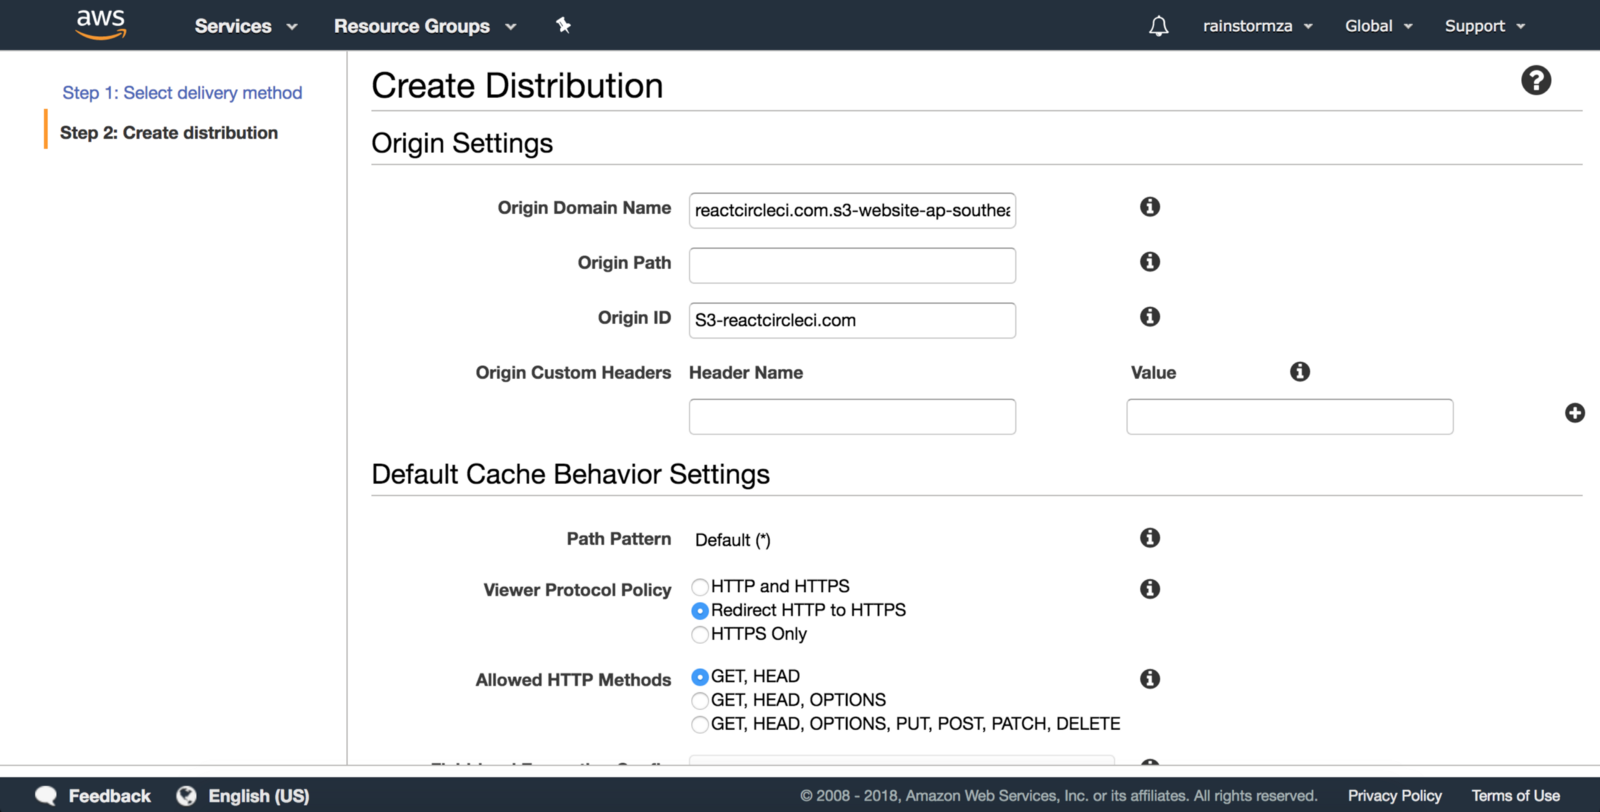 aws
Services
Resource Groups
rainstormza
Global
Support
Step 1: Select delivery method
Step 2: Create distribution
Create Distribution
Origin Settings
Origin Domain Name
reactcircleci.com.s3-website-ap-southea
Origin Path
Origin ID
S3-reactcircleci.com
Origin Custom Headers
Header Name
Value
Default Cache Behavior Settings
Path Pattern
Default (*)
Viewer Protocol Policy
HTTP and HTTPS
Redirect HTTP to HTTPS
HTTPS Only
Allowed HTTP Methods
GET, HEAD
GET, HEAD, OPTIONS
GET, HEAD, OPTIONS, PUT, POST, PATCH, DELETE
Feedback
English (US)
© 2008 - 2018, Amazon Web Services, Inc. or its affiliates. All rights reserved.
Privacy Policy
Terms of Use